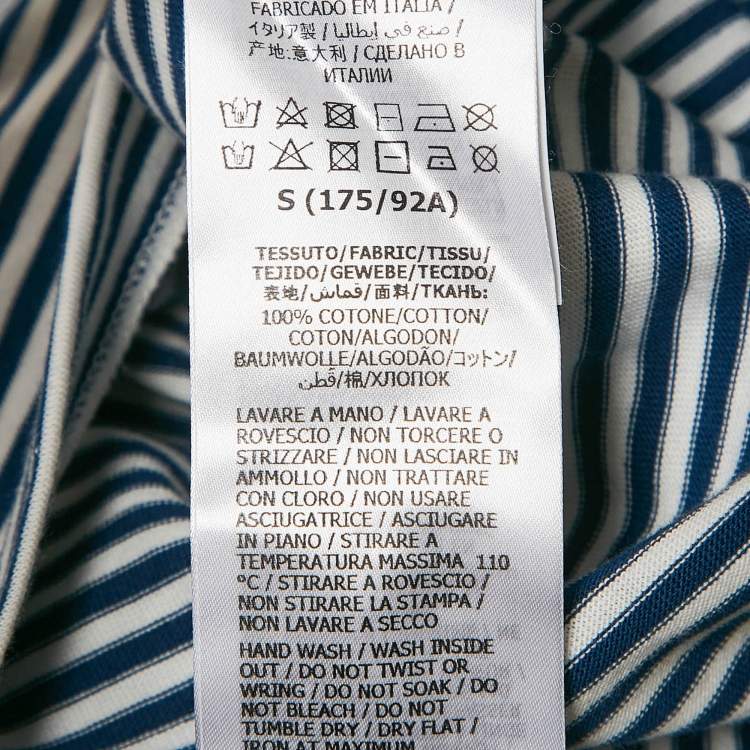 FABRICADO EM ITALIA /
イタリア製 / صنع في ايطاليا /
产地:意大利 / СДЕЛАНО В
ИТАЛИИ
S (175/92A)
TESSUTO/FABRIC/TISSU/
TEJIDO/GEWEBE/TECIDO/
表地/قماش/面料/ТКАНЬ:
100% COTONE/COTTON/
COTON/ALGODON/
BAUMWOLLE/ALGODÃO/コットン/
قطن/棉/ХЛОПОК
LAVARE A MANO / LAVARE A
ROVESCIO / NON TORCERE O
STRIZZARE / NON LASCIARE IN
AMMOLLO / NON TRATTARE
CON CLORO / NON USARE
ASCIUGATRICE / ASCIUGARE
IN PIANO / STIRARE A
TEMPERATURA MASSIMA 110
°C / STIRARE A ROVESCIO /
NON STIRARE LA STAMPA /
NON LAVARE A SECCO
HAND WASH / WASH INSIDE
OUT / DO NOT TWIST OR
WRING / DO NOT SOAK / DO
NOT BLEACH / DO NOT
TUMBLE DRY / DRY FLAT /
IRON AT MAXIMUM